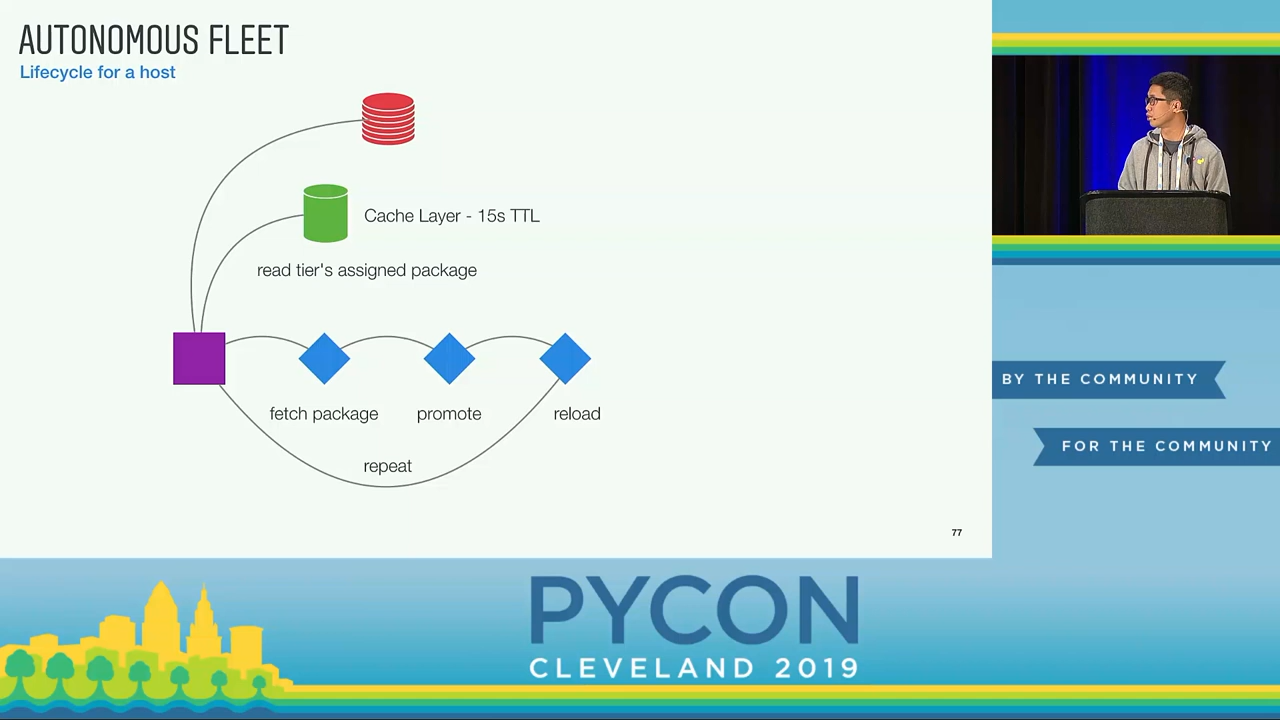 AUTONOMOUS FLEET
Lifecycle for a host
Cache Layer - 15s TTL
read tier's assigned package
fetch package
promote
reload
repeat
77
BY THE COMMUNITY
FOR THE COMMUNITY
PYCON
CLEVELAND 2019